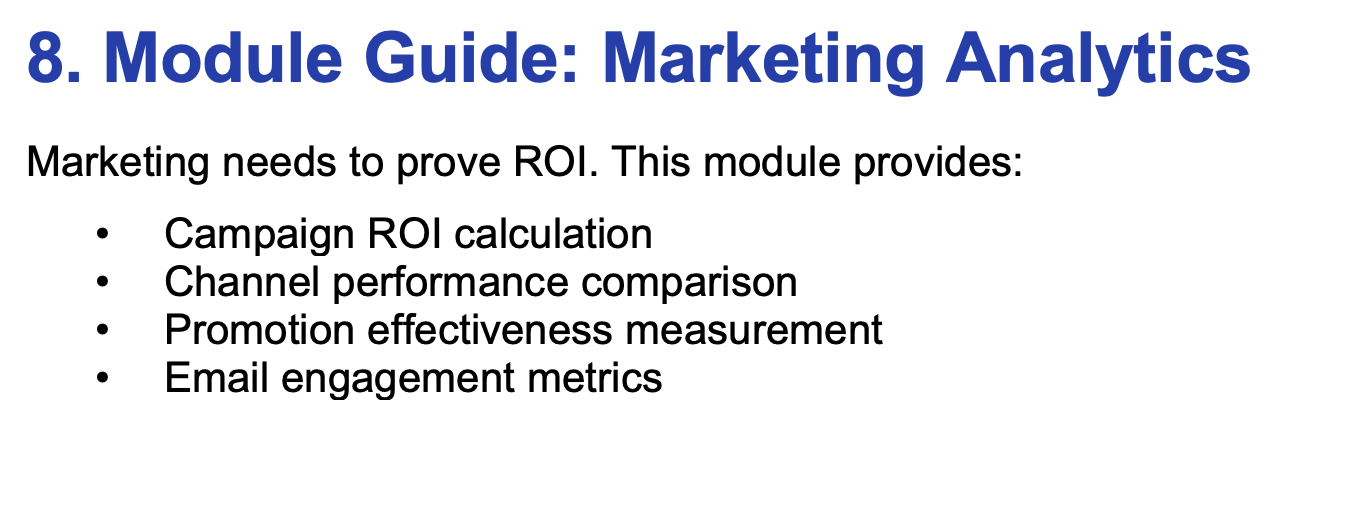 8. Module Guide: Marketing Analytics
Marketing needs to prove ROI. This module provides:
• Campaign ROI calculation
• Channel performance comparison
• Promotion effectiveness measurement
• Email engagement metrics